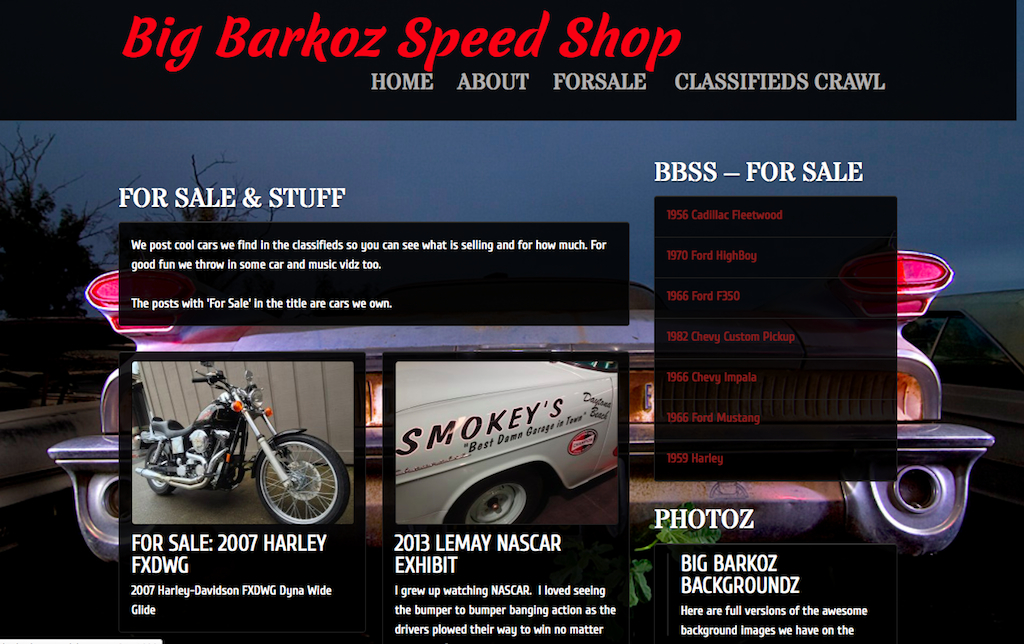 Big Barkoz Speed Shop
HOME ABOUT FORSALE CLASSIFIEDS CRAWL
FOR SALE & STUFF
We post cool cars we find in the classifieds so you can see what is selling and for how much. For
good fun we throw in some car and music vidz too.
The posts with 'For Sale' in the title are cars we own.
FOR SALE: 2007 HARLEY
FXDWG
2007 Harley-Davidson FXDWG Dyna Wide
Glide
SMOKEY'S
"Best Damn Garage in Town"
Daytona
Beach
2013 LEMAY NASCAR
EXHIBIT
I grew up watching NASCAR. I loved seeing
the bumper to bumper banging action as the
drivers plowed their way to win no matter
BBSS – FOR SALE
1956 Cadillac Fleetwood
1970 Ford HighBoy
1966 Ford F350
1982 Chevy Custom Pickup
1966 Chevy Impala
1966 Ford Mustang
1959 Harley
PHOTOZ
BIG BARKOZ
BACKGROUNDZ
Here are full versions of the awesome
background images we have on the